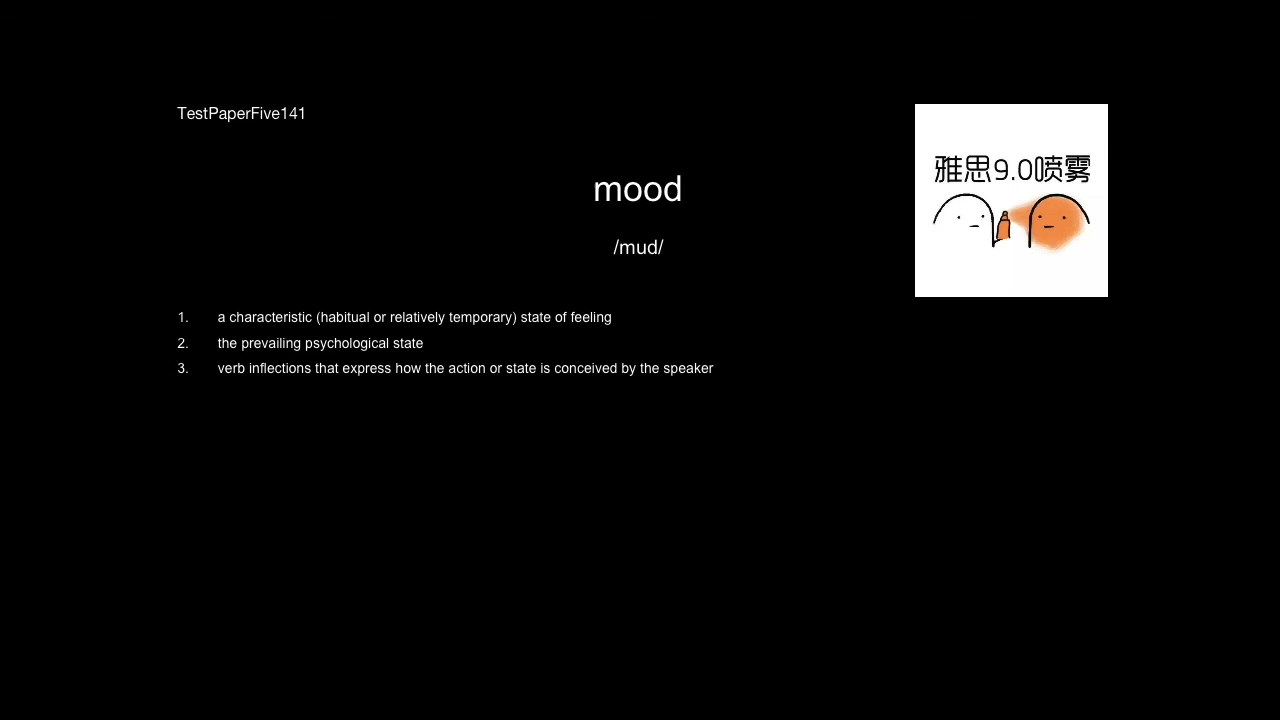 TestPaperFive141
雅思9.0喷雾
mood
/mud/
1. a characteristic (habitual or relatively temporary) state of feeling
2. the prevailing psychological state
3. verb inflections that express how the action or state is conceived by the speaker